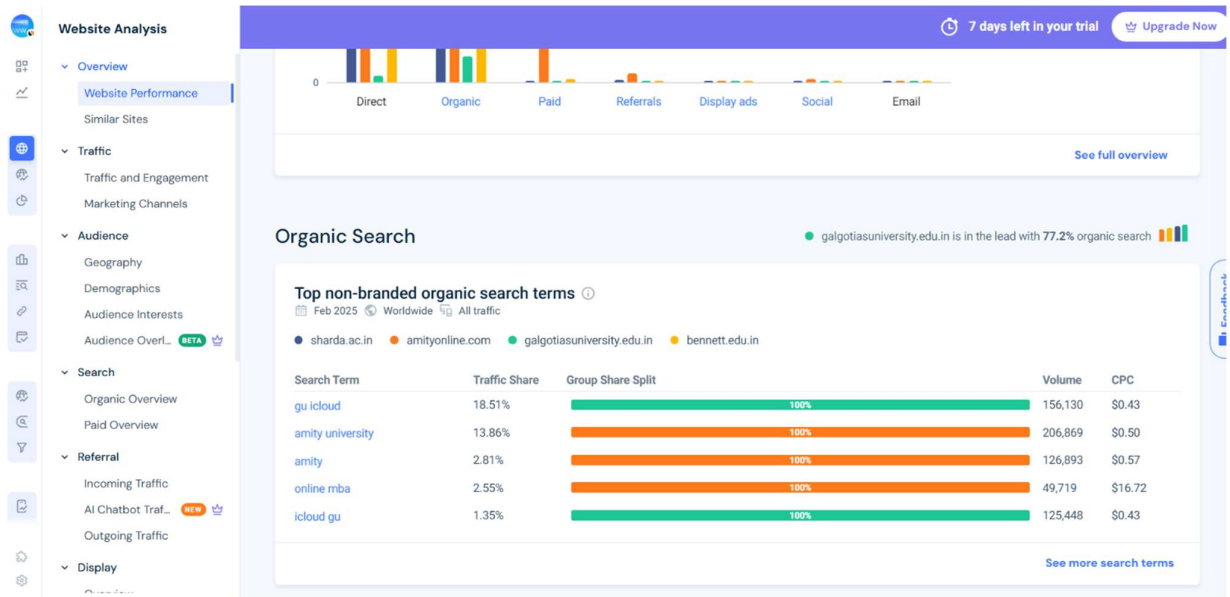 Website Analysis
7 days left in your trial
Upgrade Now
Overview
Website Performance
Similar Sites
Traffic
Traffic and Engagement
Marketing Channels
Audience
Geography
Demographics
Audience Interests
Audience Overl... BETA
Search
Organic Overview
Paid Overview
Referral
Incoming Traffic
AI Chatbot Traf... NEW
Outgoing Traffic
Display
0
Direct Organic Paid Referrals Display ads Social Email
See full overview
Organic Search
galgotiasuniversity.edu.in is in the lead with 77.2% organic search
Top non-branded organic search terms
Feb 2025 Worldwide All traffic
sharda.ac.in amityonline.com galgotiasuniversity.edu.in bennett.edu.in
Search Term Traffic Share Group Share Split Volume CPC
gu icloud 18.51% 100% 156,130 $0.43
amity university 13.86% 100% 206,869 $0.50
amity 2.81% 100% 126,893 $0.57
online mba 2.55% 100% 49,719 $16.72
icloud gu 1.35% 100% 125,448 $0.43
See more search terms
Feedback